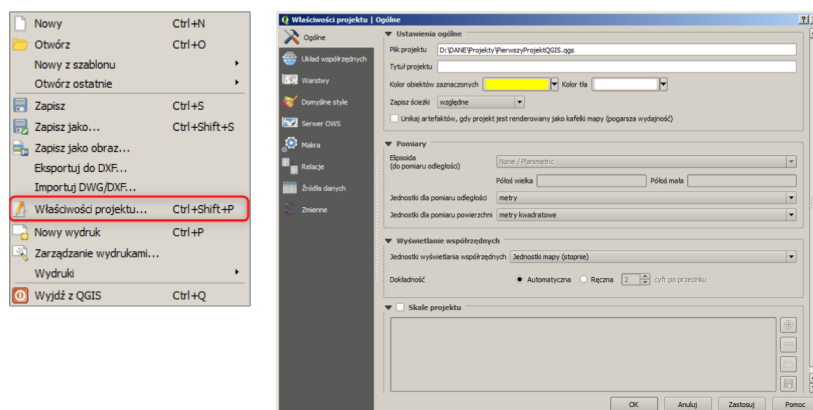 Nowy Ctrl+N
Otwórz Ctrl+O
Nowy z szablonu
Otwórz ostatnie
Zapisz Ctrl+S
Zapisz jako... Ctrl+Shift+S
Zapisz jako obraz...
Eksportuj do DXF...
Importuj DWG/DXF...
Właściwości projektu... Ctrl+Shift+P
Nowy wydruk Ctrl+P
Zarządzanie wydrukami...
Wydruki
Wyjdź z QGIS Ctrl+Q
Właściwości projektu | Ogólne
Ogólne
Układ współrzędnych
Warstwy
Domyślne style
Serwer OWS
Makra
Relacje
Źródła danych
Zmienne
Ustawienia ogólne
Plik projektu D:\DANE\Projekty\PierwszyProjektQGIS.qgs
Tytuł projektu
Kolor obiektów zaznaczonych Kolor tła
Zapisz ścieżki względne
Unikaj artefaktów, gdy projekt jest renderowany jako kafelki mapy (pogarsza wydajność)
Pomiary
Elipsoida
(do pomiaru odległości) None / Planimetric
Półoś wielka Półoś mała
Jednostki dla pomiaru odległości metry
Jednostki dla pomiaru powierzchni metry kwadratowe
Wyświetlanie współrzędnych
Jednostki wyświetlania współrzędnych Jednostki mapy (stopnie)
Dokładność Automatyczna Ręczna 2 cyfr po przecinku
Skale projektu
OK Anuluj Zastosuj Pomoc